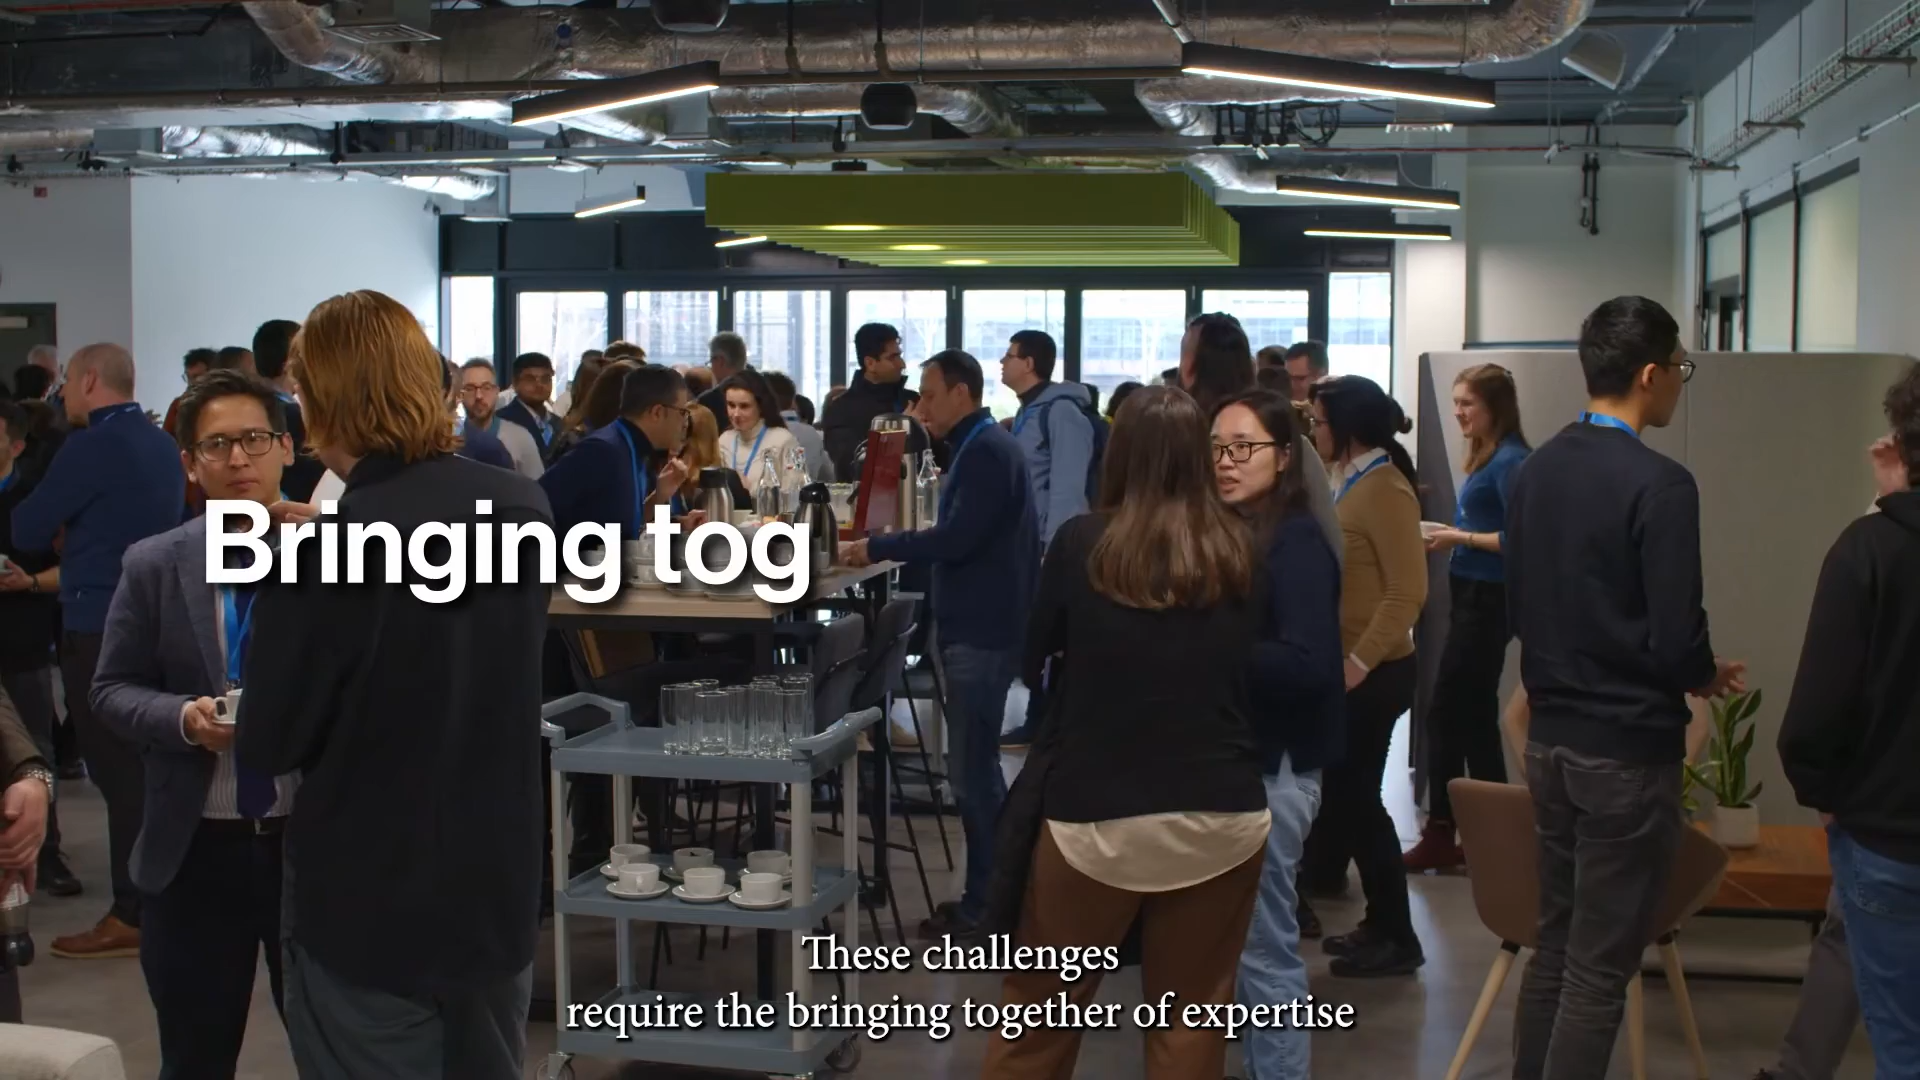 Bringing tog
These challenges
require the bringing together of expertise